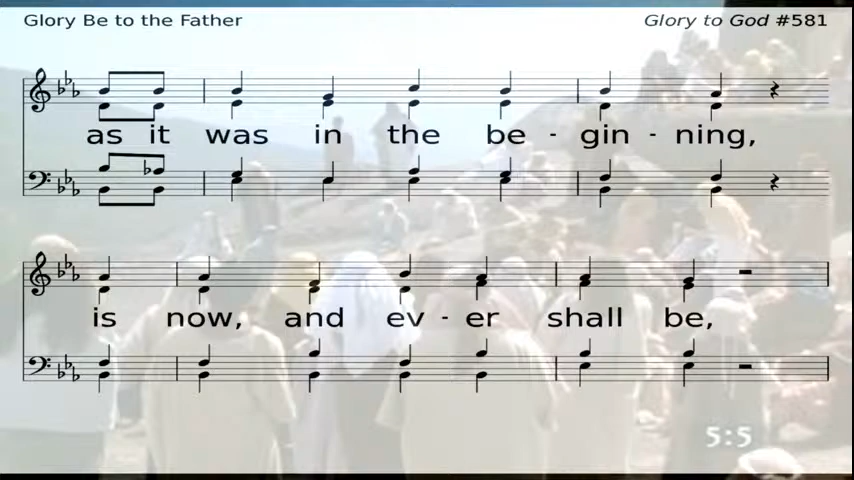 Glory Be to the Father
Glory to God #581
as it was in the be - gin - ning,
is now, and ev - er shall be,
5:5